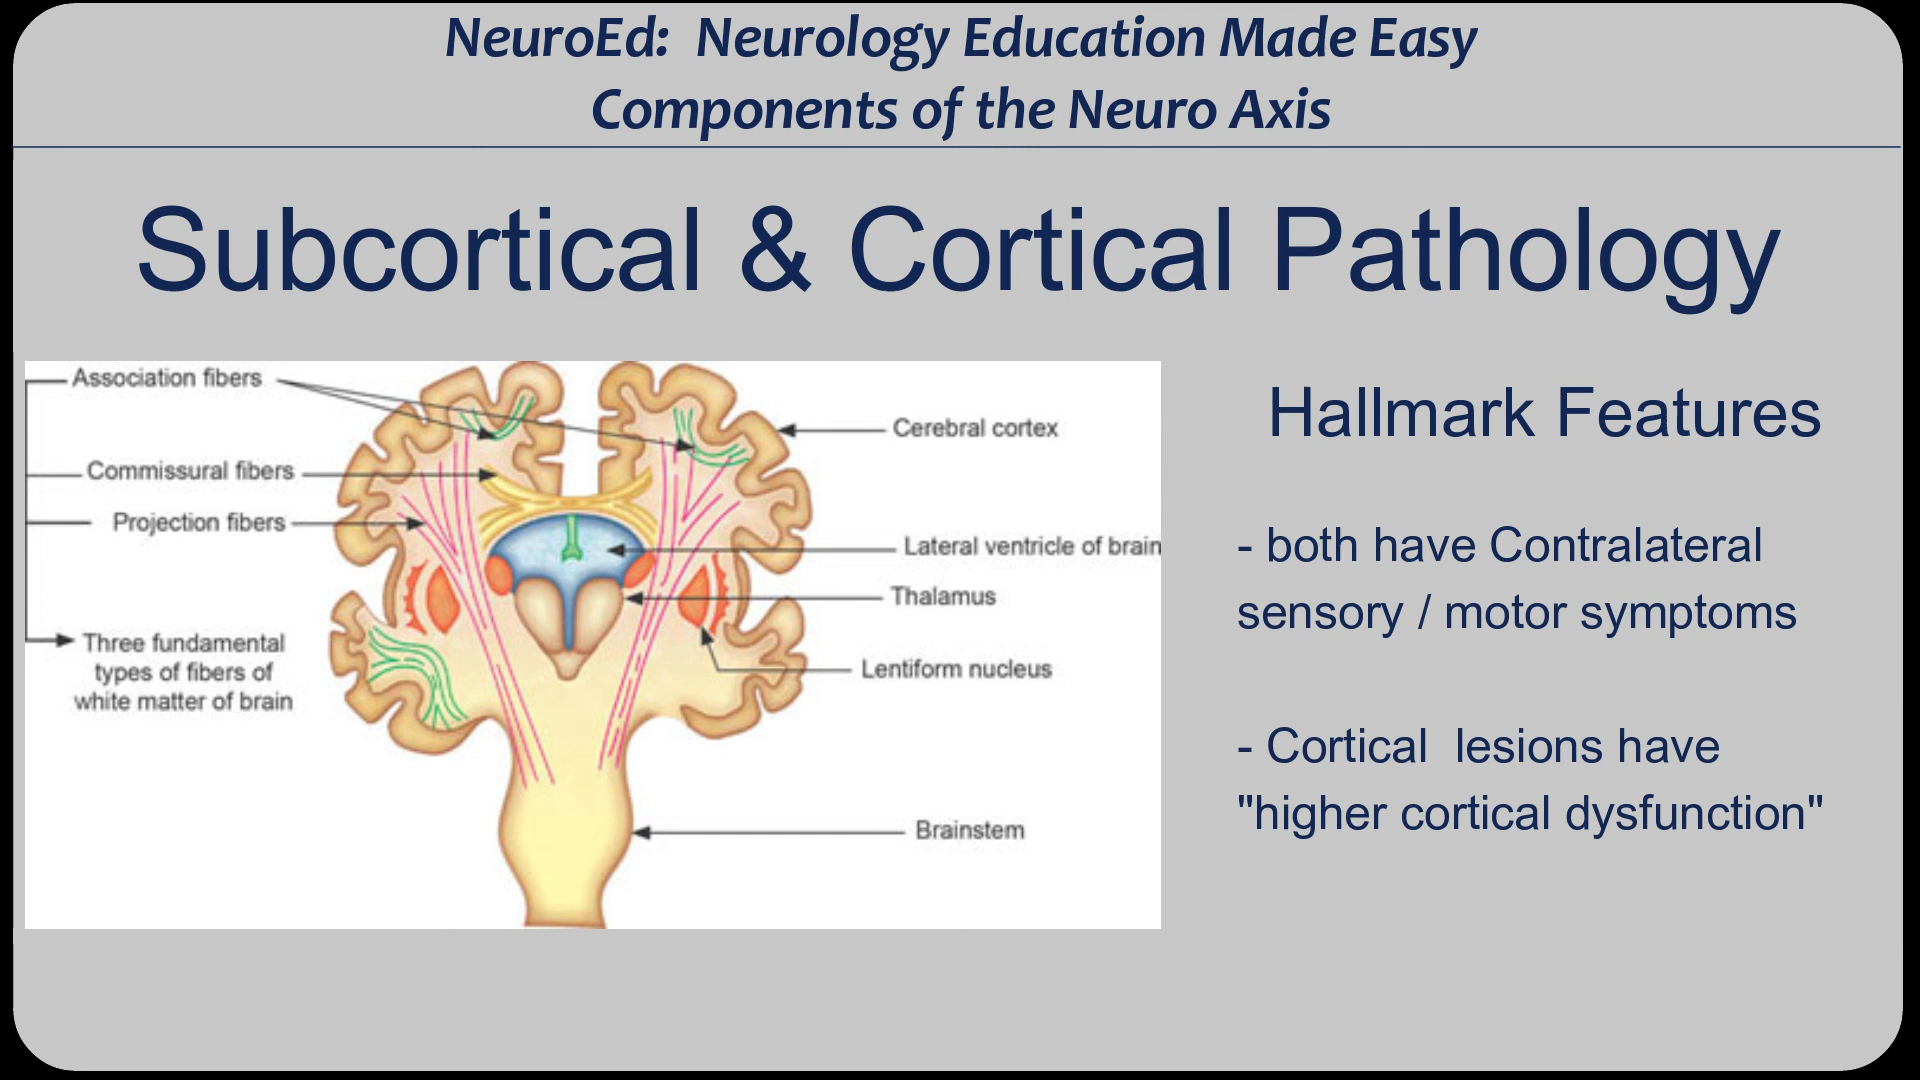 NeuroEd: Neurology Education Made Easy
Components of the Neuro Axis
Subcortical & Cortical Pathology
Association fibers
Commissural fibers
Projection fibers
Three fundamental
types of fibers of
white matter of brain
Cerebral cortex
Lateral ventricle of brain
Thalamus
Lentiform nucleus
Brainstem
Hallmark Features
- both have Contralateral
sensory / motor symptoms
- Cortical lesions have
"higher cortical dysfunction"